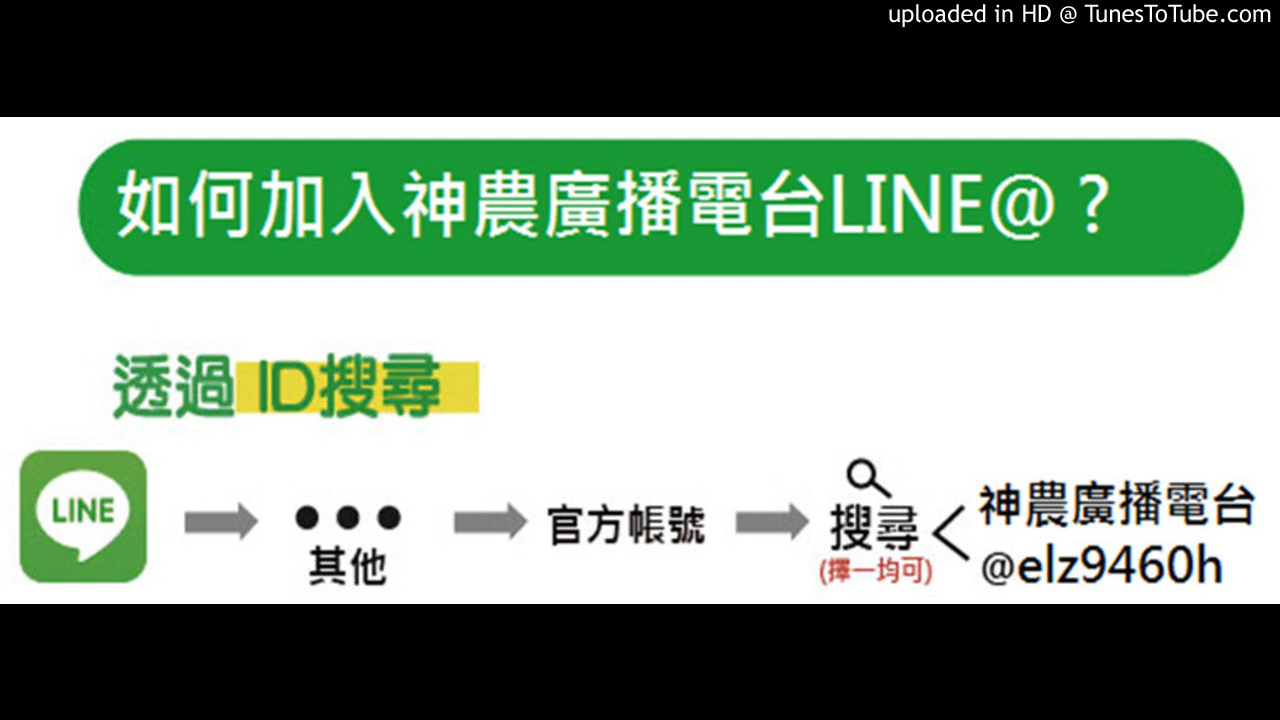 uploaded in HD @ TunesToTube.com
如何加入神農廣播電台LINE@?
透過 ID搜尋
LINE
其他
官方帳號
搜尋
(擇一均可)
神農廣播電台
@elz9460h